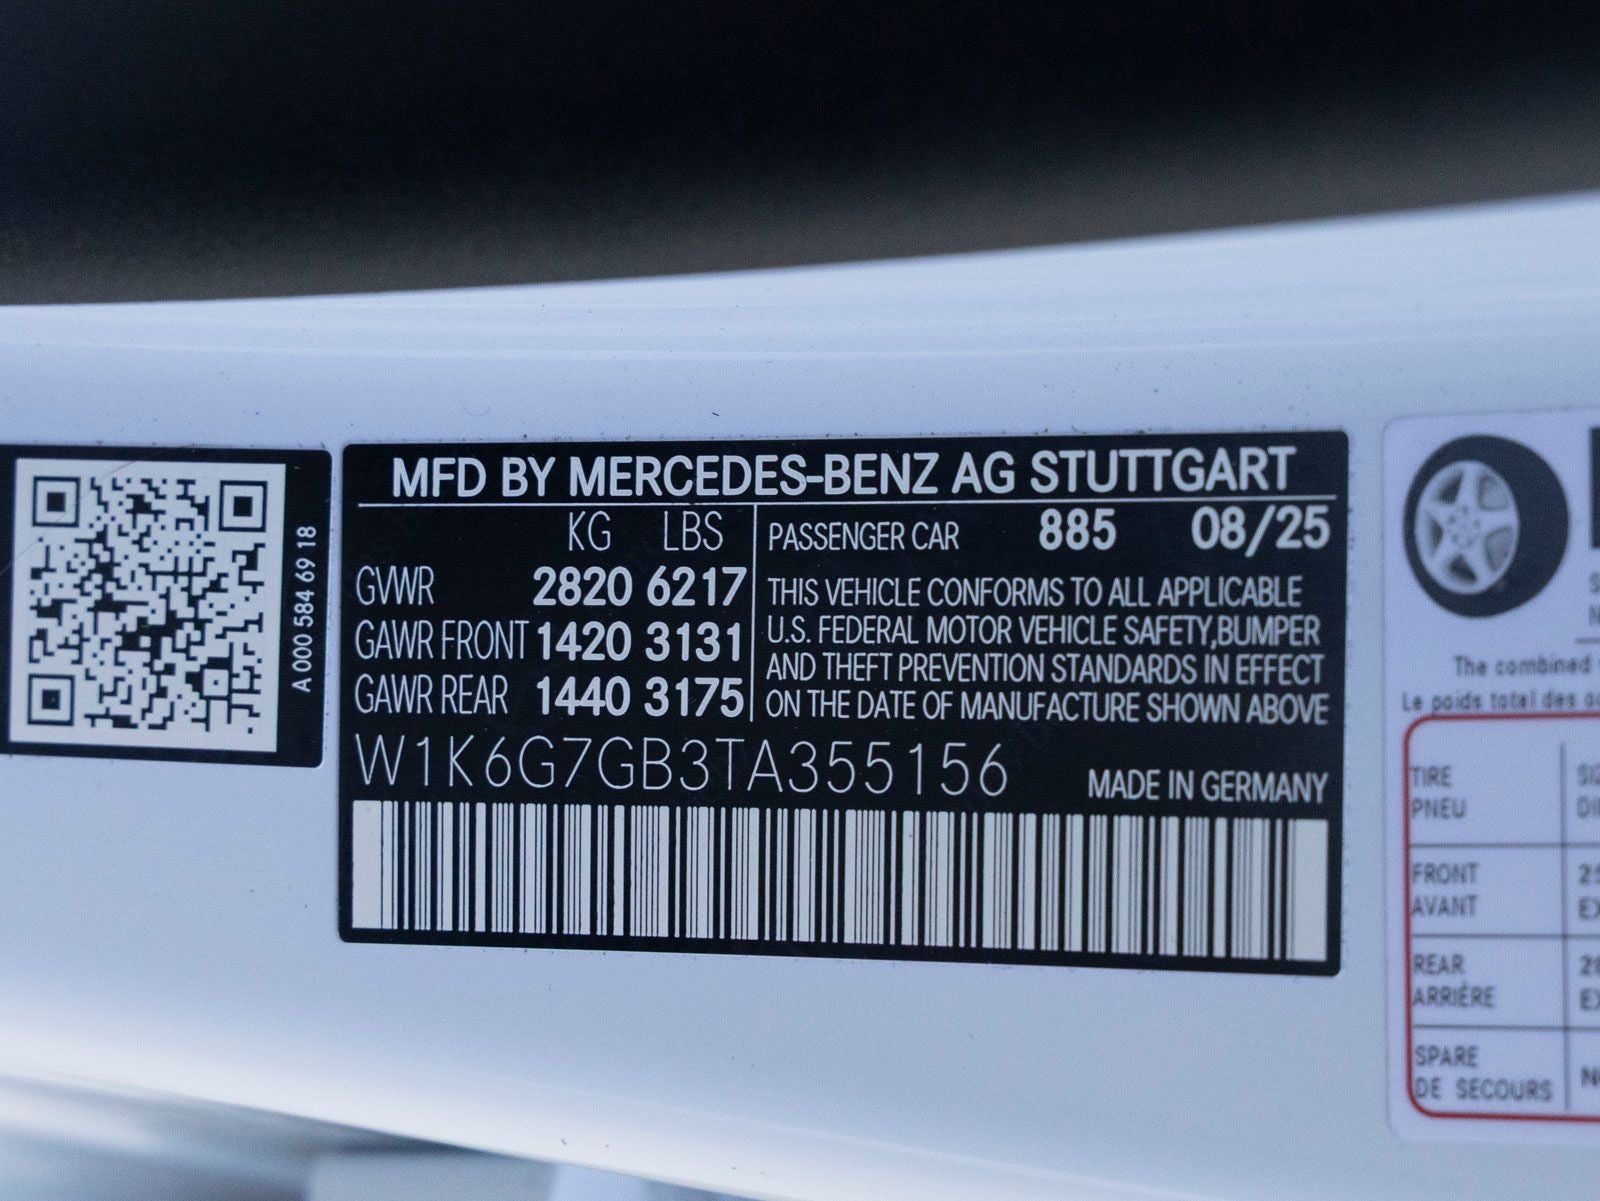 A 000 584 69 18
MFD BY MERCEDES-BENZ AG STUTTGART
KG LBS
GVWR 2820 6217
GAWR FRONT 1420 3131
GAWR REAR 1440 3175
PASSENGER CAR 885 08/25
THIS VEHICLE CONFORMS TO ALL APPLICABLE
U.S. FEDERAL MOTOR VEHICLE SAFETY,BUMPER
AND THEFT PREVENTION STANDARDS IN EFFECT
ON THE DATE OF MANUFACTURE SHOWN ABOVE
W1K6G7GB3TA355156
MADE IN GERMANY
The combined
Le poids total des
TIRE
PNEU
FRONT
AVANT
REAR
ARRIÈRE
SPARE
DE SECOURS